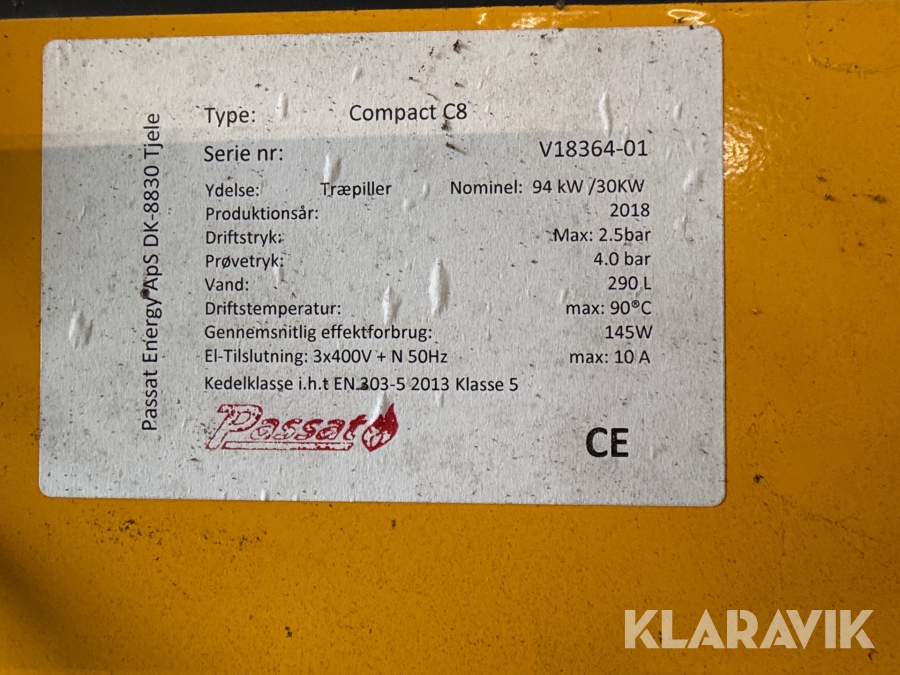 Passat Energy ApS DK-8830 Tjele
Type: Compact C8
Serie nr: V18364-01
Ydelse: Træpiller Nominel: 94 kW /30KW
Produktionsår: 2018
Driftstryk: Max: 2.5bar
Prøvetryk: 4.0 bar
Vand: 290 L
Driftstemperatur: max: 90°C
Gennemsnitlig effektforbrug: 145W
El-Tilslutning: 3x400V + N 50Hz max: 10 A
Kedelklasse i.h.t EN 303-5 2013 Klasse 5
Passat
CE
KLARAVIK